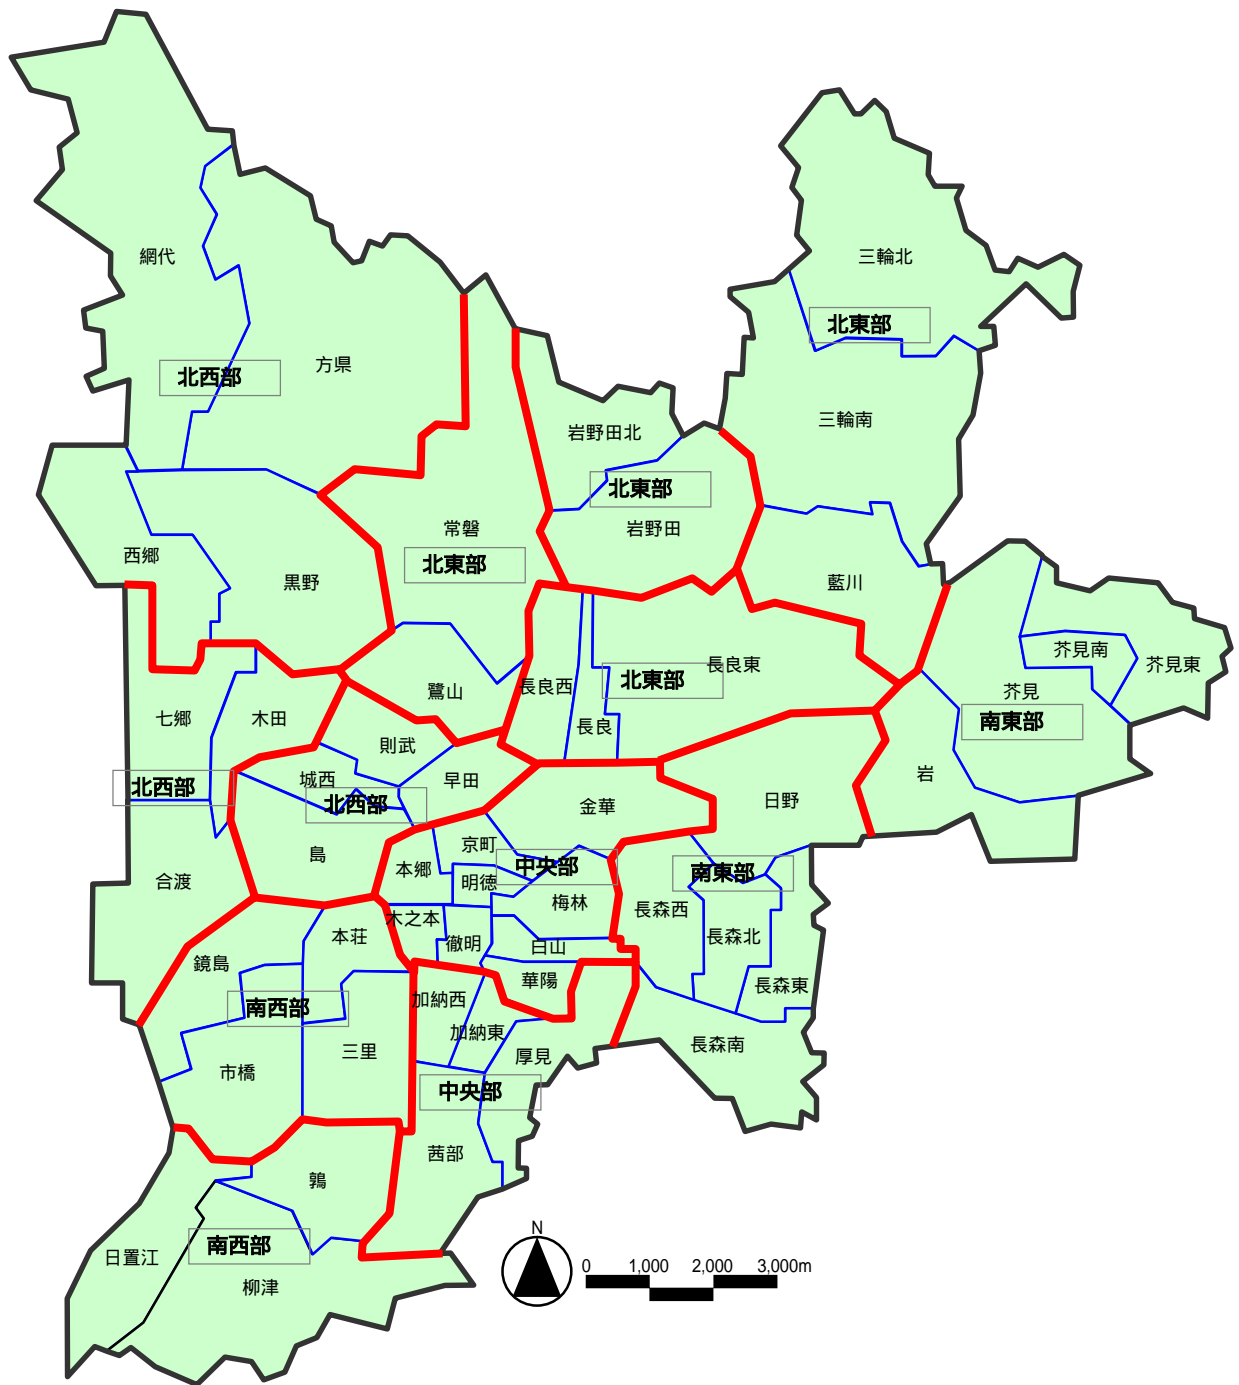 網代
三輪北
北東部
方県
北西部
三輪南
岩野田北
北東部
常磐
岩野田
西郷
北東部
黒野
藍川
芥見南
芥見東
長良東
長良西
北東部
鷺山
芥見
七郷
木田
長良
南東部
則武
岩
城西
早田
北西部
北西部
金華
日野
京町
島
本郷
中央部
南東部
合渡
明徳
梅林
長森西
木之本
本荘
徹明
白山
長森北
鏡島
華陽
長森東
南西部
加納西
加納東
長森南
三里
厚見
市橋
中央部
茜部
鶉
南西部
日置江
柳津
N
0 1,000 2,000 3,000m